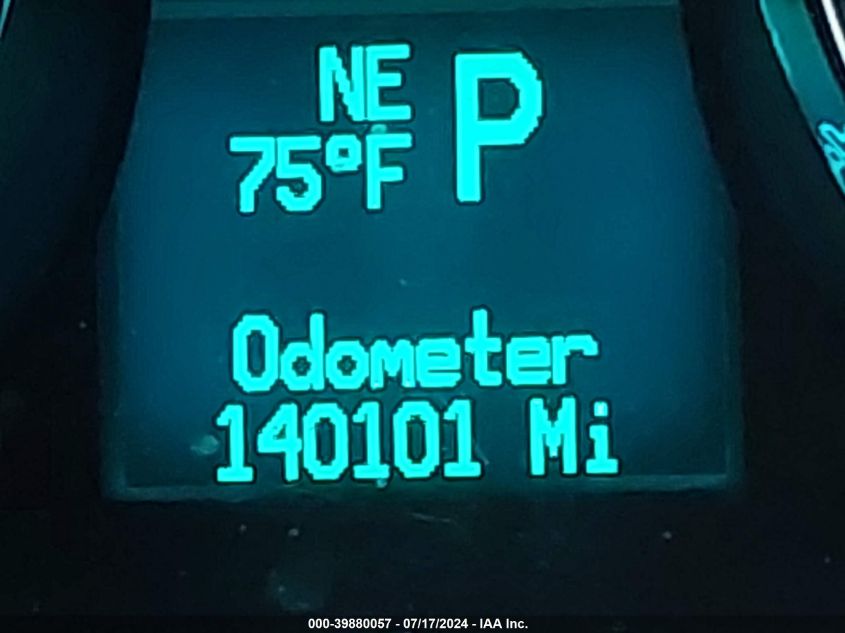 NE P
75°F
Odometer
140101 Mi
000-39880057 - 07/17/2024 - IAA Inc.